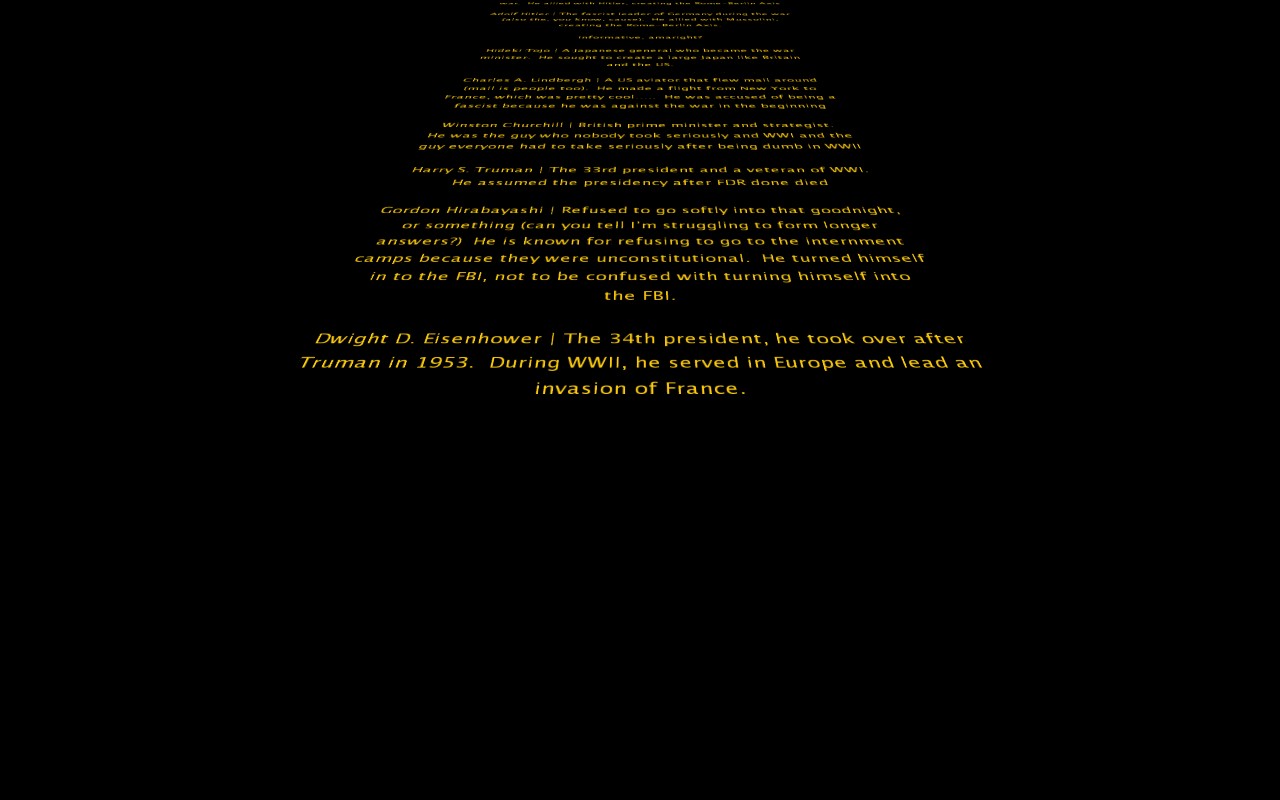 war. He allied with Hitler, creating the Rome-Berlin Axis
Adolf Hitler | The fascist leader of Germany during the war
(also the, you know, cause). He allied with Mussolini,
creating the Rome-Berlin Axis
informative, amaright?
Hideki Tojo | A Japanese general who became the war
minister. He sought to create a large Japan like Britain
and the US.
Charles A. Lindbergh | A US aviator that flew mail around
(mail is people too). He made a flight from New York to
France, which was pretty cool ... He was accused of being a
fascist because he was against the war in the beginning
Winston Churchill | British prime minister and strategist.
He was the guy who nobody took seriously and WWI and the
guy everyone had to take seriously after being dumb in WWII
Harry S. Truman | The 33rd president and a veteran of WWI.
He assumed the presidency after FDR done died
Gordon Hirabayashi | Refused to go softly into that goodnight,
or something (can you tell I'm struggling to form longer
answers?) He is known for refusing to go to the internment
camps because they were unconstitutional. He turned himself
in to the FBI, not to be confused with turning himself into
the FBI.
Dwight D. Eisenhower | The 34th president, he took over after
Truman in 1953. During WWII, he served in Europe and lead an
invasion of France.